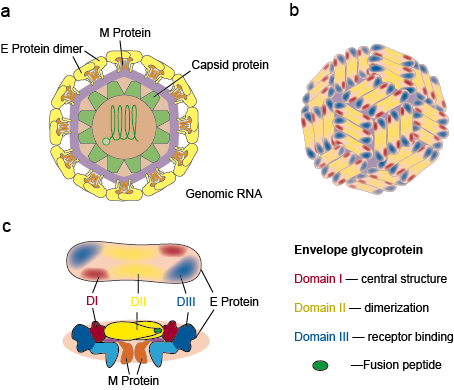 a
M Protein
E Protein dimer
Capsid protein
Genomic RNA
b
c
DI
DII
DIII
E Protein
M Protein
Envelope glycoprotein
Domain I — central structure
Domain II — dimerization
Domain III — receptor binding
—Fusion peptide